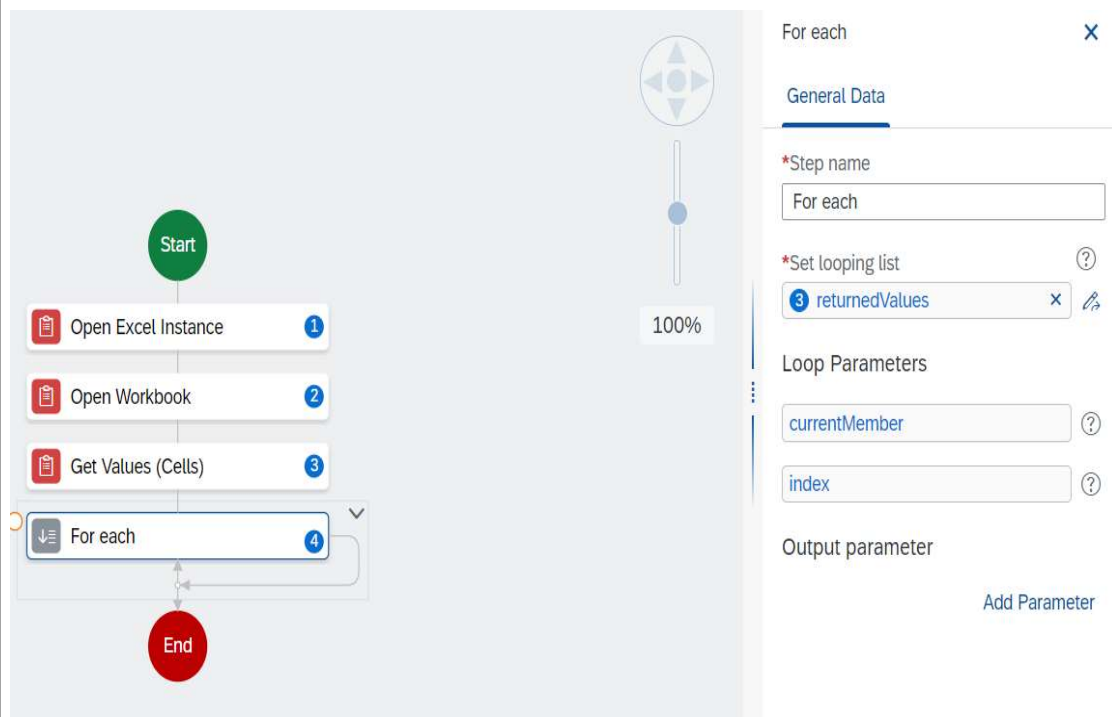 Start
Open Excel Instance 1
Open Workbook 2
Get Values (Cells) 3
For each 4
End
100%
For each
General Data
*Step name
For each
*Set looping list ?
3 returnedValues
Loop Parameters
currentMember ?
index ?
Output parameter
Add Parameter